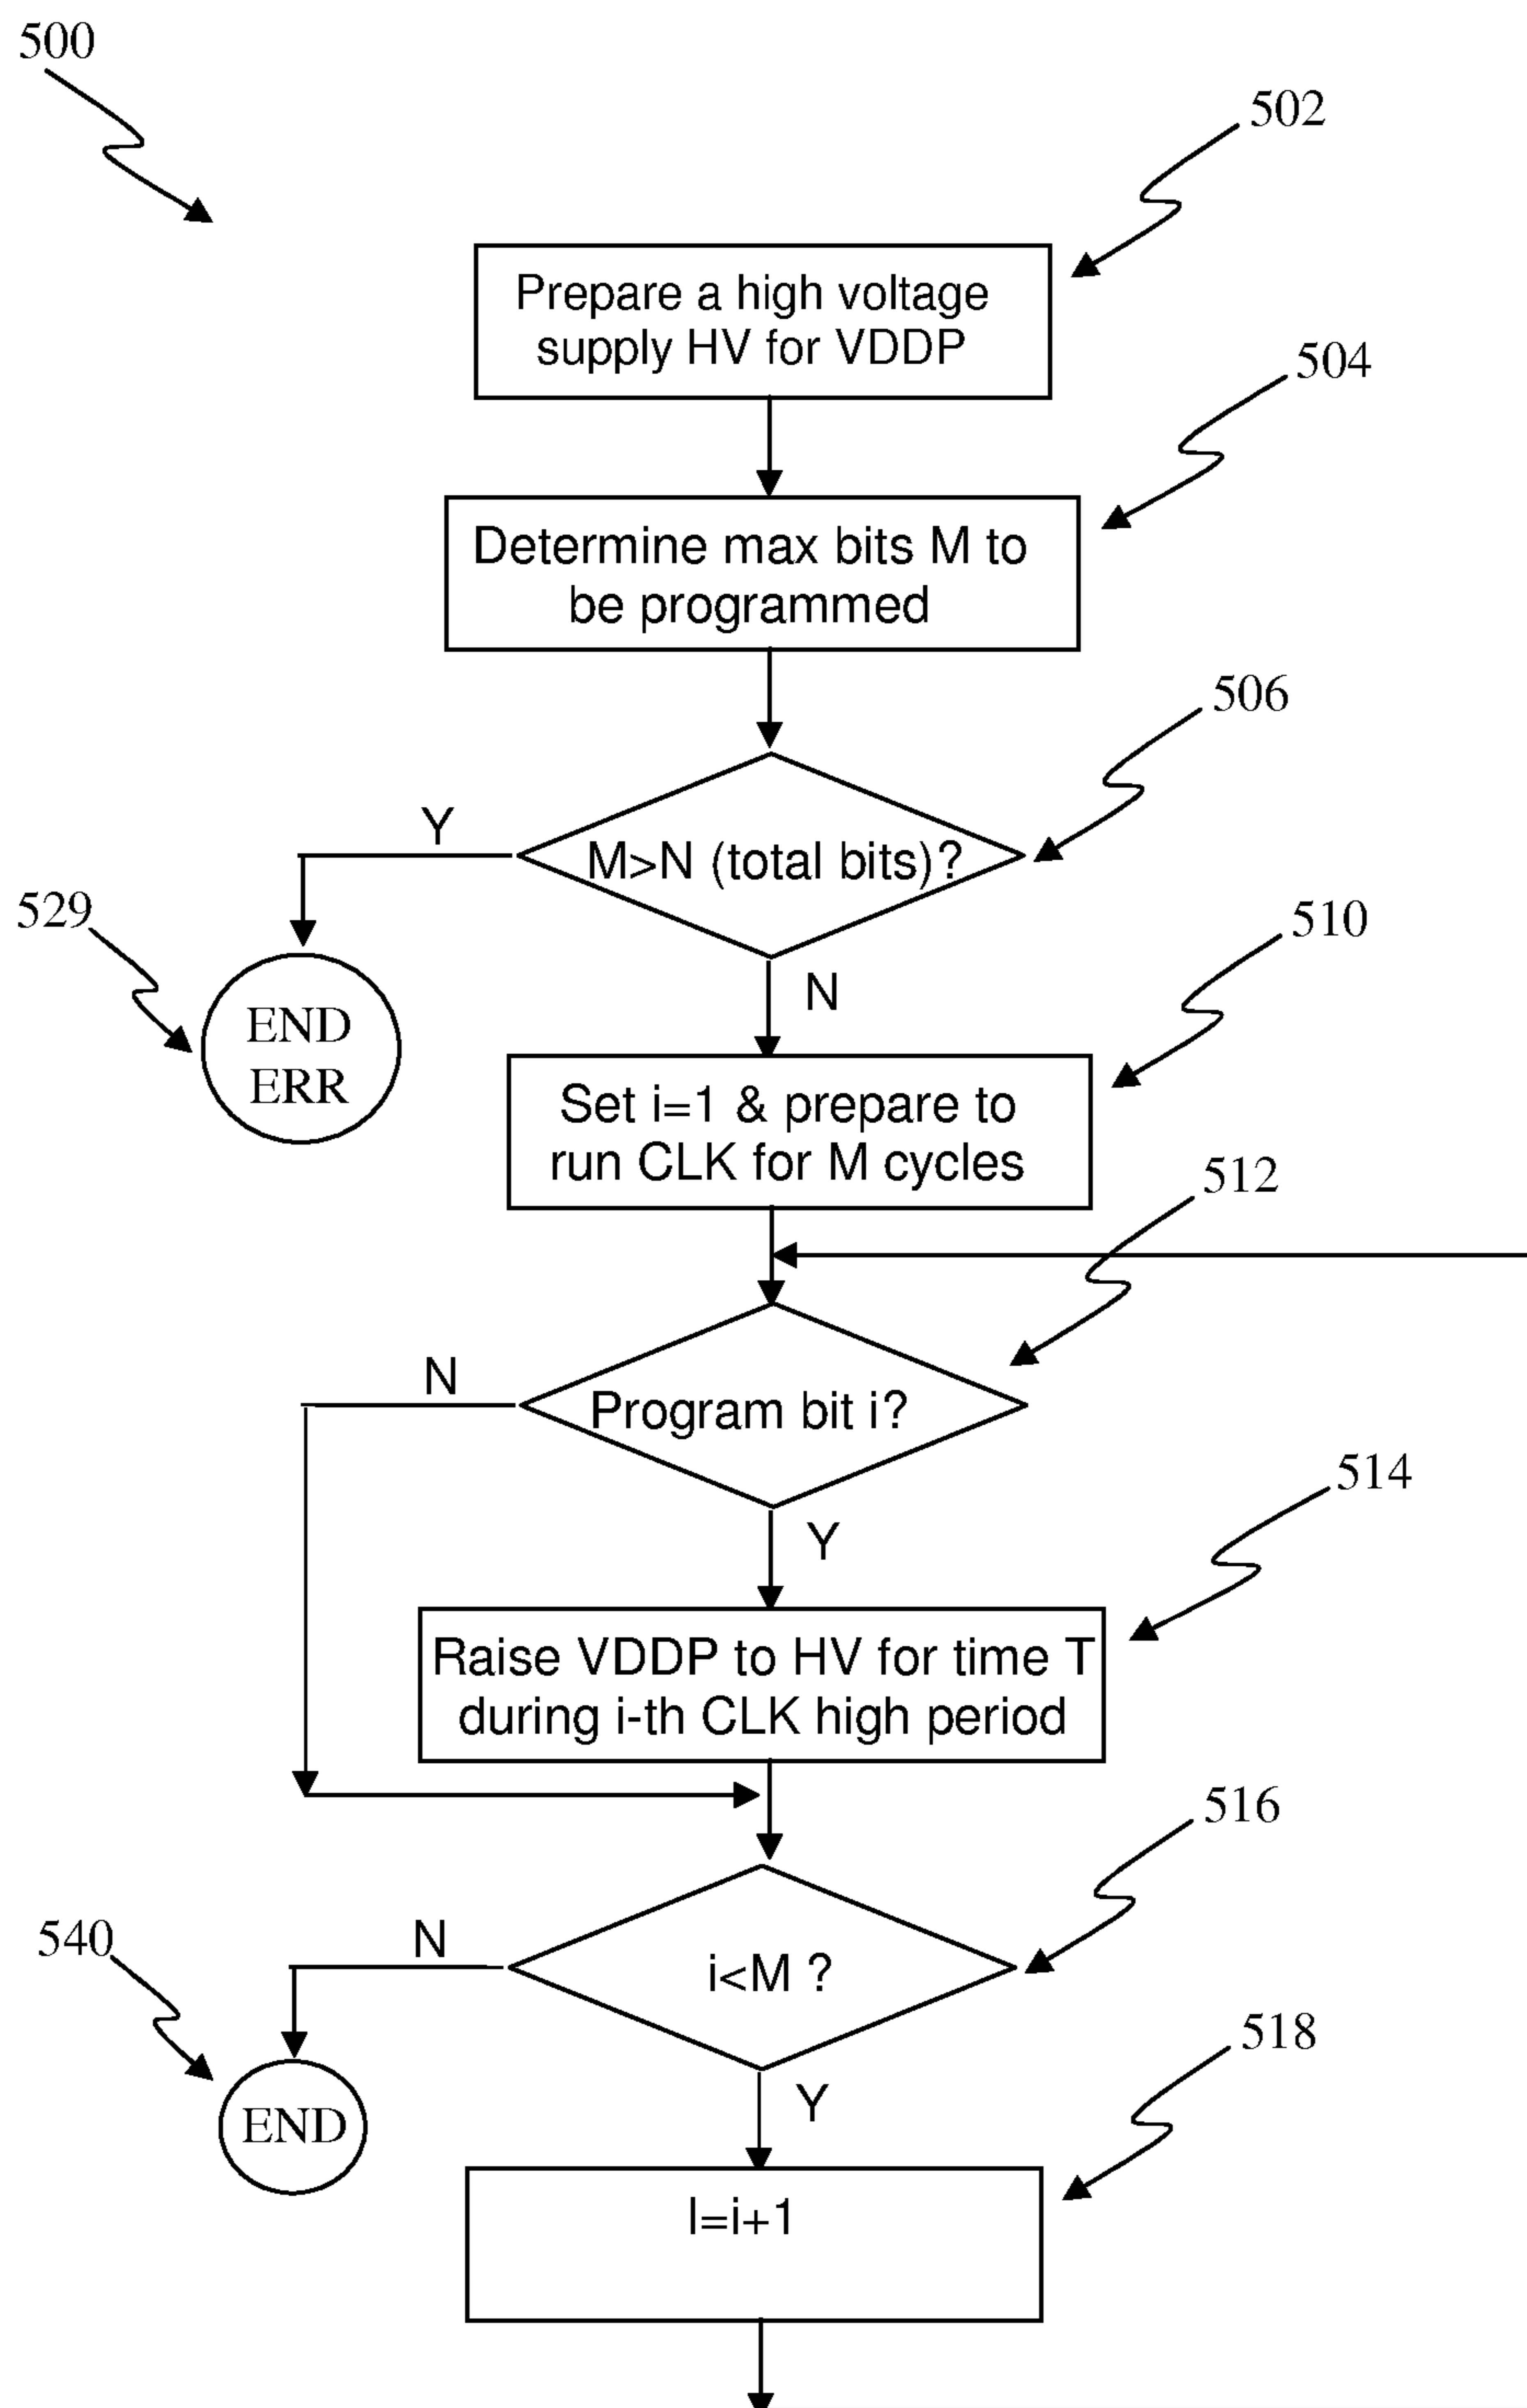 500
502
Prepare a high voltage
supply HV for VDDP
504
Determine max bits M to
be programmed
506
Y
M>N (total bits)?
529
510
N
END
ERR
Set i=1 & prepare to
run CLK for M cycles
512
N
Program bit i?
514
Y
Raise VDDP to HV for time T
during i-th CLK high period
516
540
N
i<M ?
518
Y
END
I=i+1